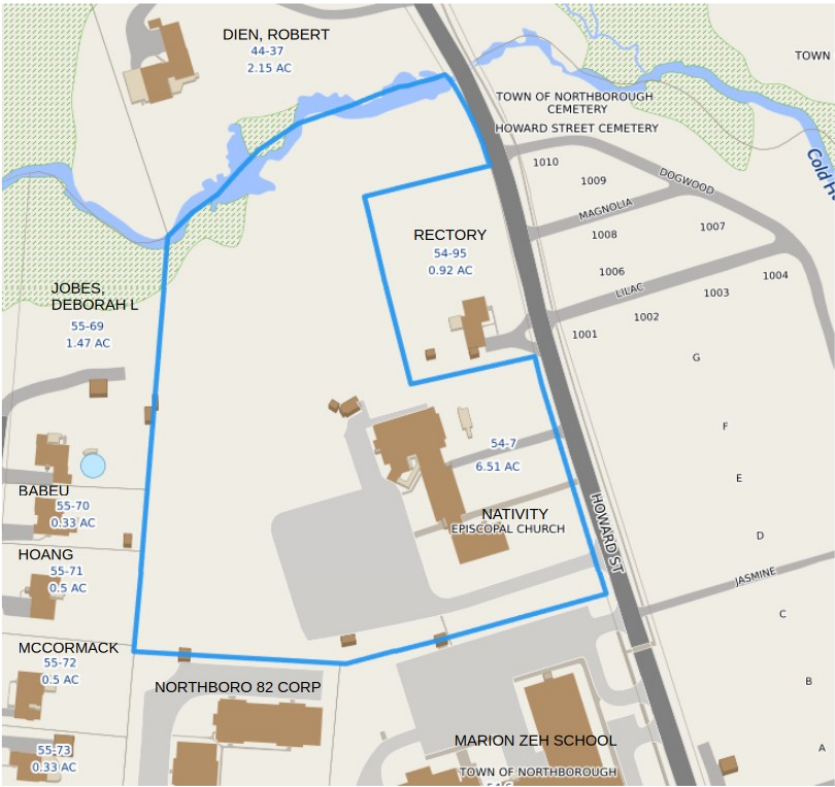 DIEN, ROBERT
44-37
2.15 AC
TOWN
TOWN OF NORTHBOROUGH
CEMETERY
HOWARD STREET CEMETERY
1010
1009
DOGWOOD
MAGNOLIA
1008
1007
1006
1004
LILAC
1003
1002
1001
RECTORY
54-95
0.92 AC
JOBES,
DEBORAH L
55-69
1.47 AC
G
F
E
D
54-7
6.51 AC
NATIVITY
EPISCOPAL CHURCH
HOWARD ST
BABEU
55-70
0.33 AC
HOANG
55-71
0.5 AC
JASMINE
C
B
A
MCCORMACK
55-72
0.5 AC
NORTHBORO 82 CORP
55-73
0.33 AC
MARION ZEH SCHOOL
TOWN OF NORTHBOROUGH
Cold